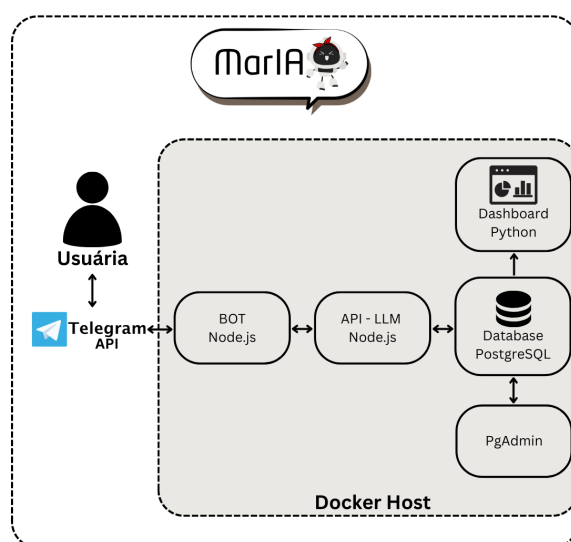 MarIA
Usuária
Telegram
API
BOT
Node.js
API - LLM
Node.js
Dashboard
Python
Database
PostgreSQL
PgAdmin
Docker Host